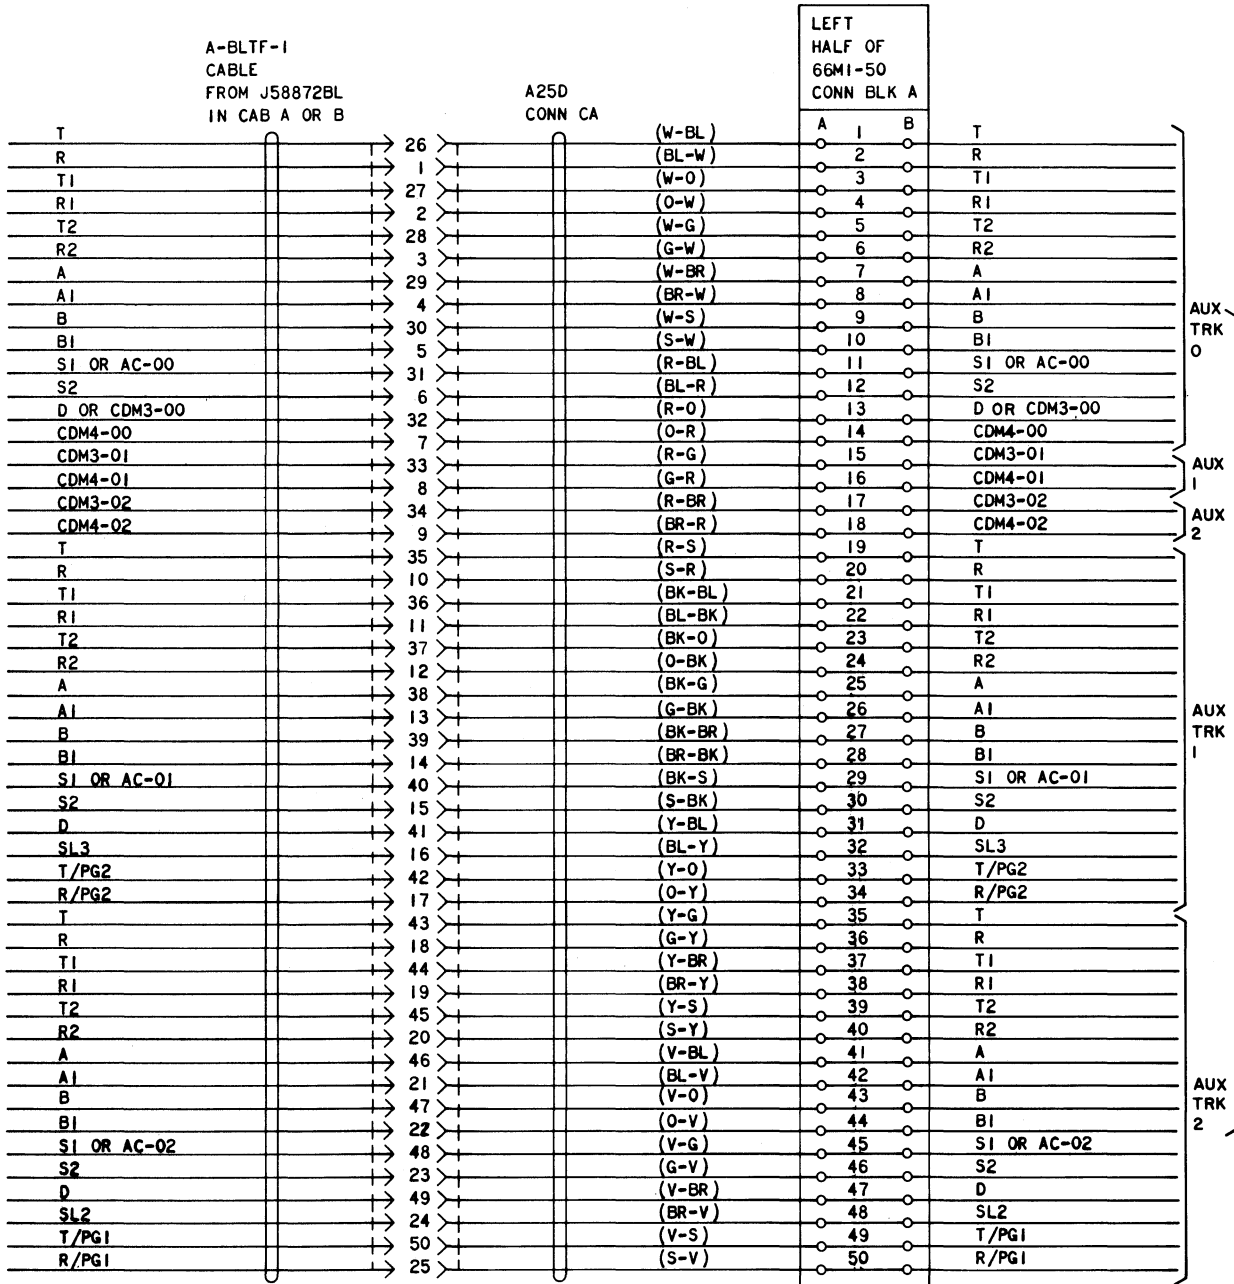 LEFT
HALF OF
66M1-50
CONN BLK A
A-BLTF-1
CABLE
FROM J58872BL
IN CAB A OR B
A25D
CONN CA
A B
T 26 (W-BL) 1 T
R 1 (BL-W) 2 R
T1 27 (W-O) 3 T1
R1 2 (O-W) 4 R1
T2 28 (W-G) 5 T2
R2 3 (G-W) 6 R2
A 29 (W-BR) 7 A
A1 4 (BR-W) 8 A1
B 30 (W-S) 9 B
B1 5 (S-W) 10 B1
S1 OR AC-00 31 (R-BL) 11 S1 OR AC-00
S2 6 (BL-R) 12 S2
D OR CDM3-00 32 (R-O) 13 D OR CDM3-00
CDM4-00 7 (O-R) 14 CDM4-00
AUX
TRK
0
CDM3-01 33 (R-G) 15 CDM3-01
CDM4-01 8 (G-R) 16 CDM4-01
AUX
1
CDM3-02 34 (R-BR) 17 CDM3-02
CDM4-02 9 (BR-R) 18 CDM4-02
AUX
2
T 35 (R-S) 19 T
R 10 (S-R) 20 R
T1 36 (BK-BL) 21 T1
R1 11 (BL-BK) 22 R1
T2 37 (BK-O) 23 T2
R2 12 (O-BK) 24 R2
A 38 (BK-G) 25 A
A1 13 (G-BK) 26 A1
B 39 (BK-BR) 27 B
B1 14 (BR-BK) 28 B1
S1 OR AC-01 40 (BK-S) 29 S1 OR AC-01
S2 15 (S-BK) 30 S2
D 41 (Y-BL) 31 D
SL3 16 (BL-Y) 32 SL3
T/PG2 42 (Y-O) 33 T/PG2
R/PG2 17 (O-Y) 34 R/PG2
AUX
TRK
1
T 43 (Y-G) 35 T
R 18 (G-Y) 36 R
T1 44 (Y-BR) 37 T1
R1 19 (BR-Y) 38 R1
T2 45 (Y-S) 39 T2
R2 20 (S-Y) 40 R2
A 46 (V-BL) 41 A
A1 21 (BL-V) 42 A1
B 47 (V-O) 43 B
B1 22 (O-V) 44 B1
S1 OR AC-02 48 (V-G) 45 S1 OR AC-02
S2 23 (G-V) 46 S2
D 49 (V-BR) 47 D
SL2 24 (BR-V) 48 SL2
T/PG1 50 (V-S) 49 T/PG1
R/PG1 25 (S-V) 50 R/PG1
AUX
TRK
2